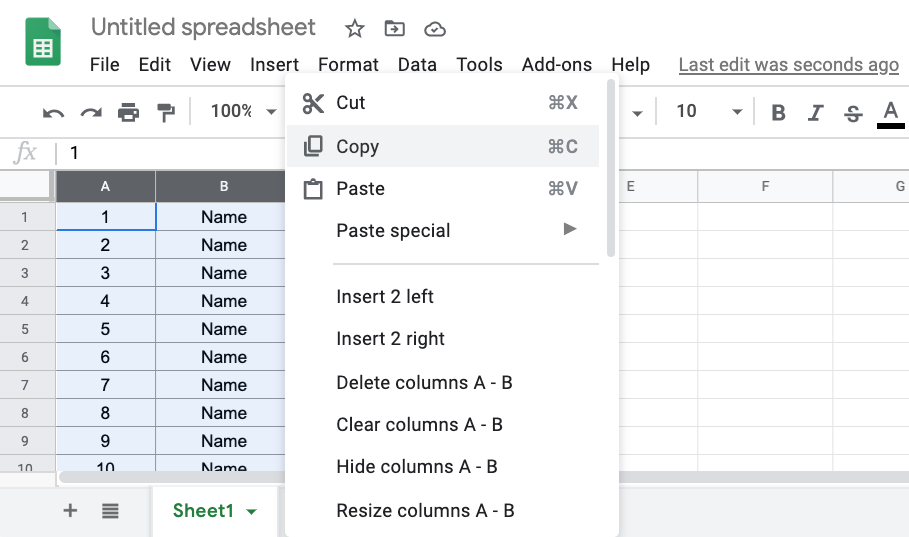 Untitled spreadsheet
File Edit View Insert Format Data Tools Add-ons Help Last edit was seconds ago
100% 10 B I S A
fx 1
A B E F G
1 1 Name
2 2 Name
3 3 Name
4 4 Name
5 5 Name
6 6 Name
7 7 Name
8 8 Name
9 9 Name
10 10 Name
Cut ⌘X
Copy ⌘C
Paste ⌘V
Paste special
Insert 2 left
Insert 2 right
Delete columns A - B
Clear columns A - B
Hide columns A - B
Resize columns A - B
Sheet1